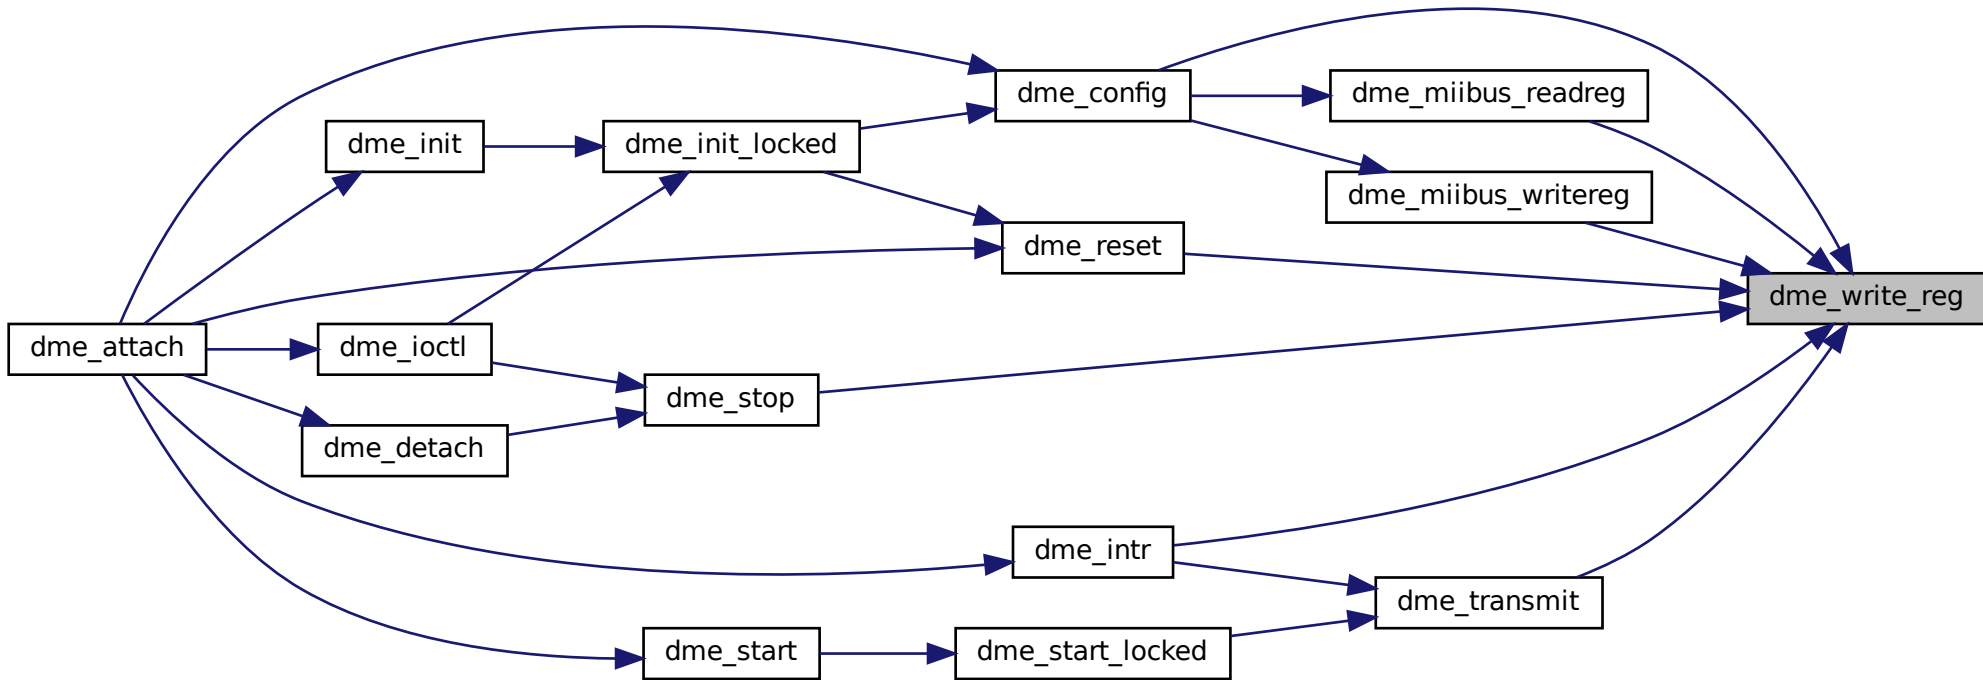 dme_config
dme_miibus_readreg
dme_init
dme_init_locked
dme_miibus_writereg
dme_reset
dme_write_reg
dme_attach
dme_ioctl
dme_stop
dme_detach
dme_intr
dme_transmit
dme_start
dme_start_locked